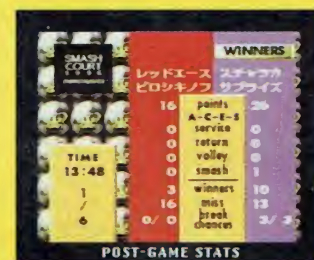 SMASH
COURT
WINNERS
レッドエース
ピロシキノフ
スチャラカ
サプライズ
16 points 26
A-C-E-S
0 service 0
0 return 0
0 volley 0
0 smash 1
3 winners 10
16 miss 13
0/ 0 break chances 3/ 3
TIME
13:48
1
/
6
POST-GAME STATS